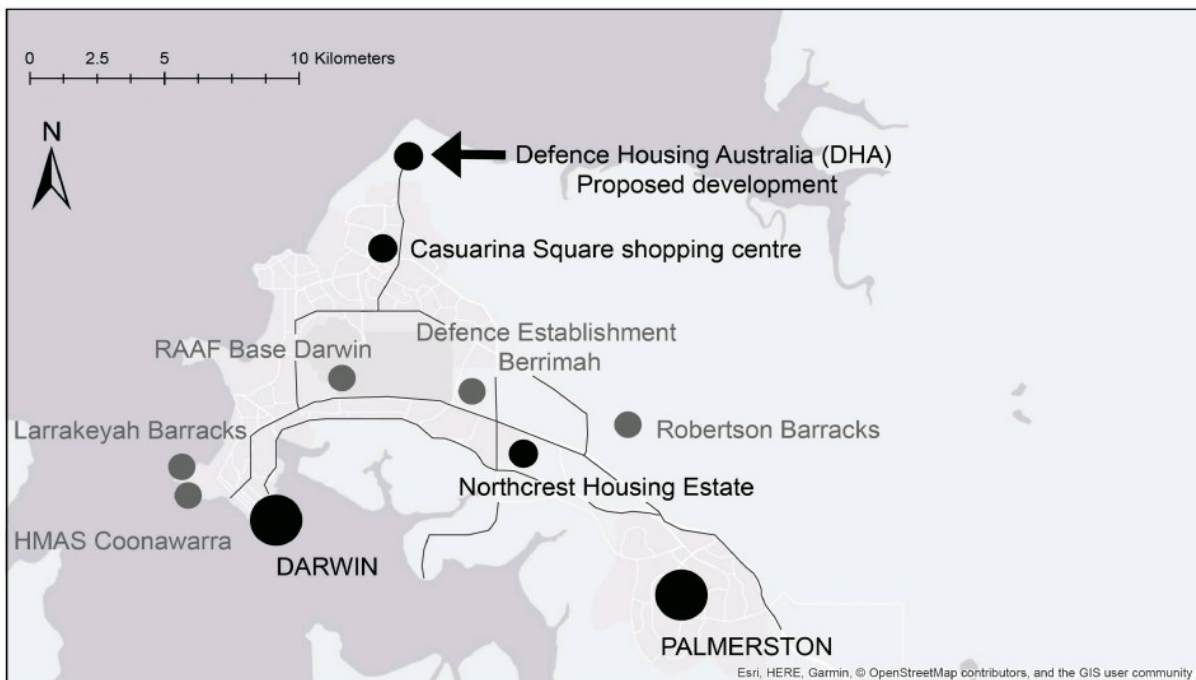 0 2.5 5 10 Kilometers
N
Defence Housing Australia (DHA)
Proposed development
Casuarina Square shopping centre
Defence Establishment
Berrimah
RAAF Base Darwin
Larrakeyah Barracks
Robertson Barracks
Northcrest Housing Estate
HMAS Coonawarra
DARWIN
PALMERSTON
Esri, HERE, Garmin, © OpenStreetMap contributors, and the GIS user community